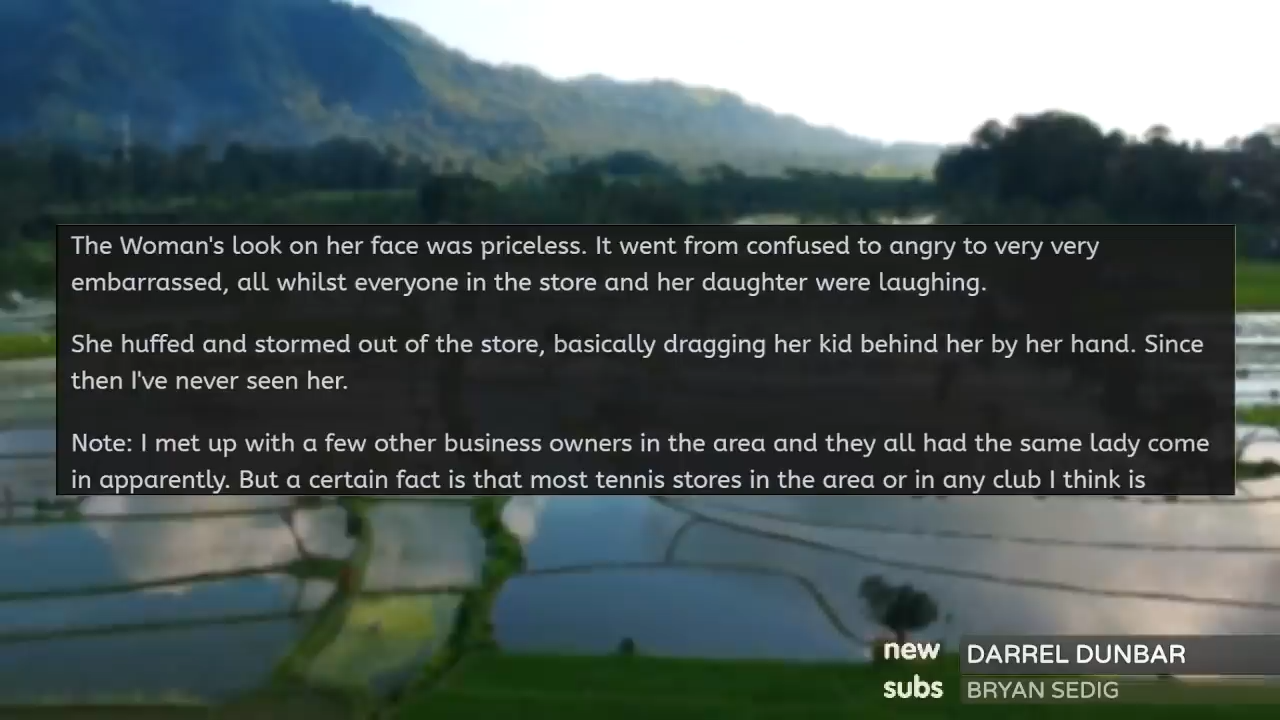 The Woman's look on her face was priceless. It went from confused to angry to very very
embarrassed, all whilst everyone in the store and her daughter were laughing.
She huffed and stormed out of the store, basically dragging her kid behind her by her hand. Since
then I've never seen her.
Note: I met up with a few other business owners in the area and they all had the same lady come
in apparently. But a certain fact is that most tennis stores in the area or in any club I think is
new DARREL DUNBAR
subs BRYAN SEDIG